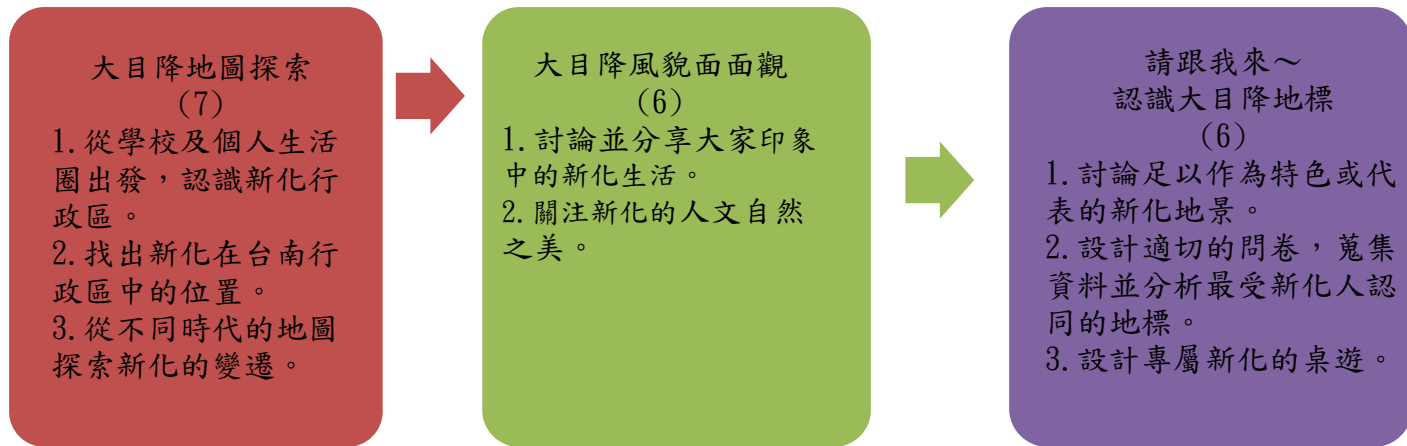 大目降地圖探索
(7)
1.從學校及個人生活
圈出發，認識新化行
政區。
2.找出新化在台南行
政區中的位置。
3.從不同時代的地圖
探索新化的變遷。
大目降風貌面面觀
(6)
1.討論並分享大家印象
中的新化生活。
2.關注新化的人文自然
之美。
請跟我來～
認識大目降地標
(6)
1.討論足以作為特色或代
表的新化地景。
2.設計適切的問卷，蒐集
資料並分析最受新化人認
同的地標。
3.設計專屬新化的桌遊。